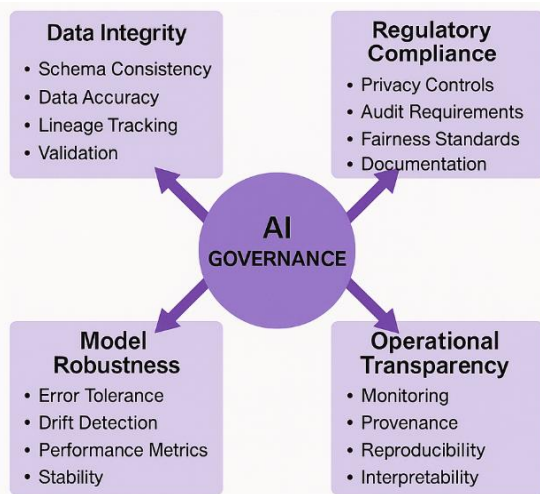 Data Integrity
• Schema Consistency
• Data Accuracy
• Lineage Tracking
• Validation
Regulatory
Compliance
• Privacy Controls
• Audit Requirements
• Fairness Standards
• Documentation
AI
GOVERNANCE
Model
Robustness
• Error Tolerance
• Drift Detection
• Performance Metrics
• Stability
Operational
Transparency
• Monitoring
• Provenance
• Reproducibility
• Interpretability